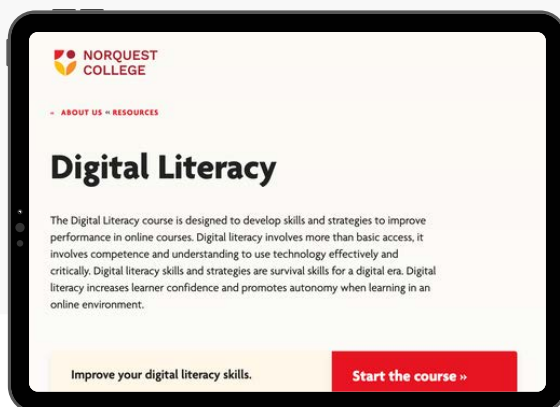 NORQUEST
COLLEGE
« ABOUT US « RESOURCES
Digital Literacy
The Digital Literacy course is designed to develop skills and strategies to improve
performance in online courses. Digital literacy involves more than basic access, it
involves competence and understanding to use technology effectively and
critically. Digital literacy skills and strategies are survival skills for a digital era. Digital
literacy increases learner confidence and promotes autonomy when learning in an
online environment.
Improve your digital literacy skills.
Start the course »